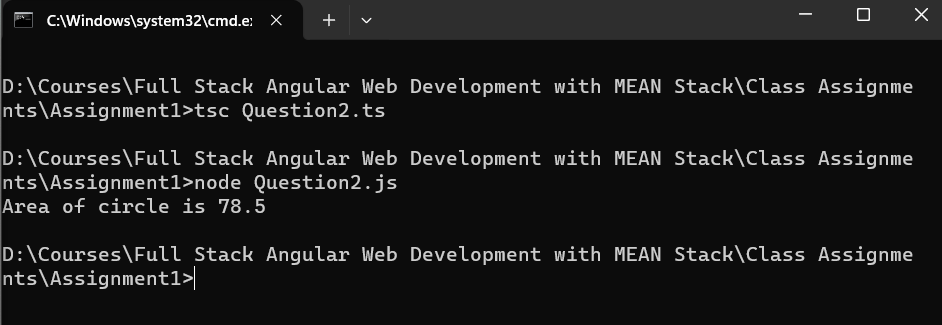 C:\Windows\system32\cmd.e
D:\Courses\Full Stack Angular Web Development with MEAN Stack\Class Assignme
nts\Assignment1>tsc Question2.ts
D:\Courses\Full Stack Angular Web Development with MEAN Stack\Class Assignme
nts\Assignment1>node Question2.js
Area of circle is 78.5
D:\Courses\Full Stack Angular Web Development with MEAN Stack\Class Assignme
nts\Assignment1>